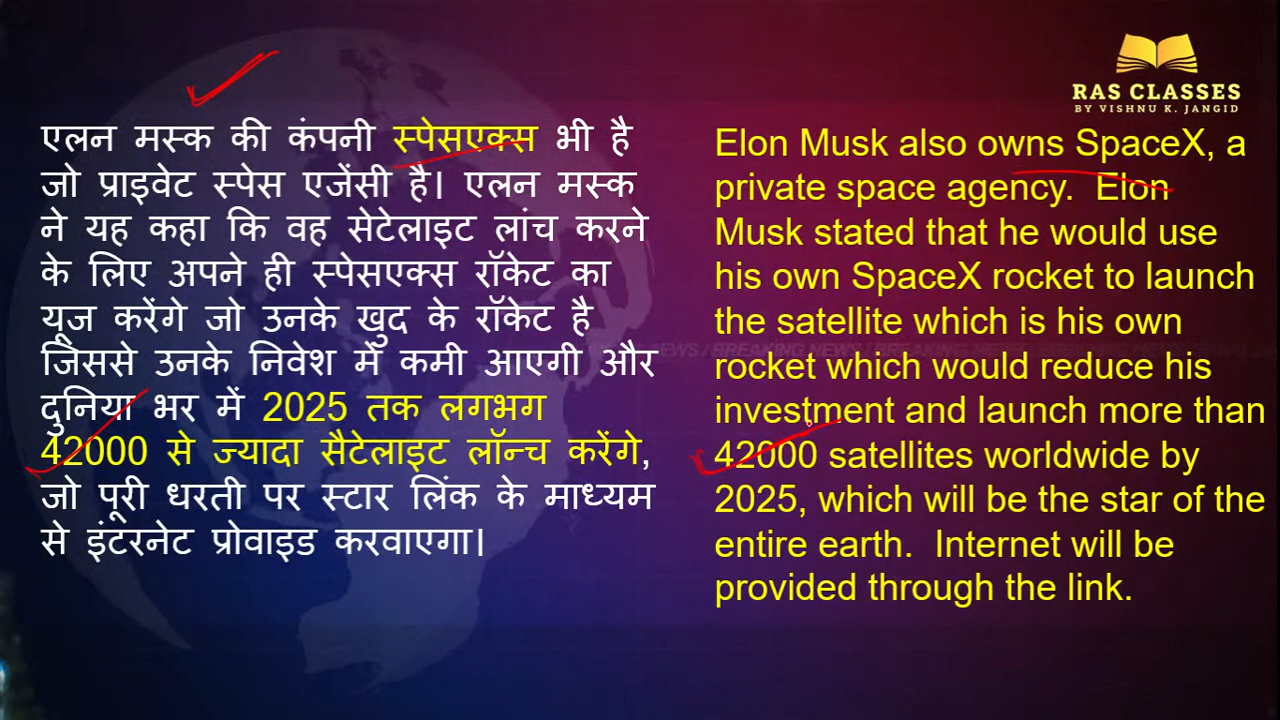 RAS CLASSES
BY VISHNU K. JANGID
एलन मस्क की कंपनी स्पेसएक्स भी है
जो प्राइवेट स्पेस एजेंसी है। एलन मस्क
ने यह कहा कि वह सेटेलाइट लांच करने
के लिए अपने ही स्पेसएक्स रॉकेट का
यूज करेंगे जो उनके खुद के रॉकेट है
जिससे उनके निवेश में कमी आएगी और
दुनिया भर में 2025 तक लगभग
42000 से ज्यादा सैटेलाइट लॉन्च करेंगे,
जो पूरी धरती पर स्टार लिंक के माध्यम
से इंटरनेट प्रोवाइड करवाएगा।
Elon Musk also owns SpaceX, a
private space agency. Elon
Musk stated that he would use
his own SpaceX rocket to launch
the satellite which is his own
rocket which would reduce his
investment and launch more than
42000 satellites worldwide by
2025, which will be the star of the
entire earth. Internet will be
provided through the link.
NEWS / BREAKING NEWS / BREAKING NEWS